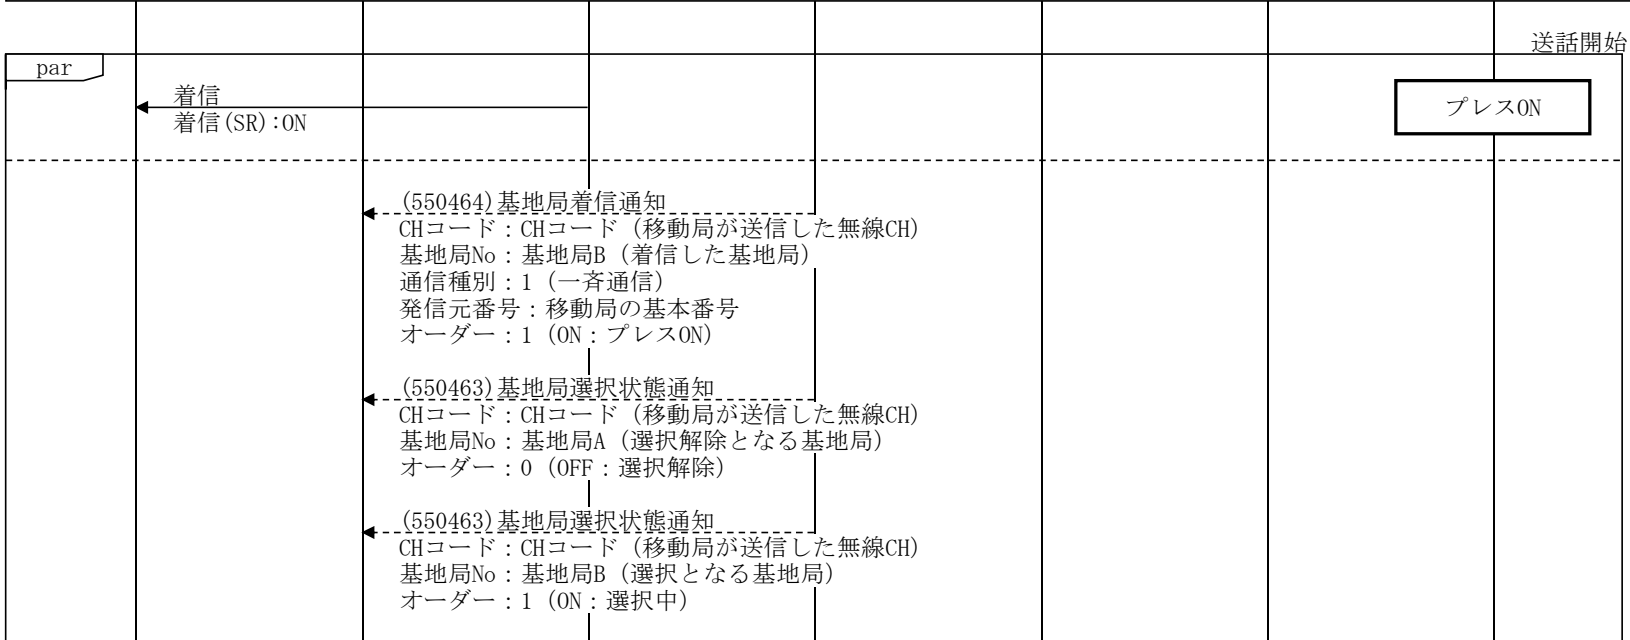 送話開始
par
着信
着信(SR):ON
プレスON
(550464)基地局着信通知
CHコード：CHコード（移動局が送信した無線CH）
基地局No：基地局B（着信した基地局）
通信種別：1（一斉通信）
発信元番号：移動局の基本番号
オーダー：1（ON：プレスON）
(550463)基地局選択状態通知
CHコード：CHコード（移動局が送信した無線CH）
基地局No：基地局A（選択解除となる基地局）
オーダー：0（OFF：選択解除）
(550463)基地局選択状態通知
CHコード：CHコード（移動局が送信した無線CH）
基地局No：基地局B（選択となる基地局）
オーダー：1（ON：選択中）